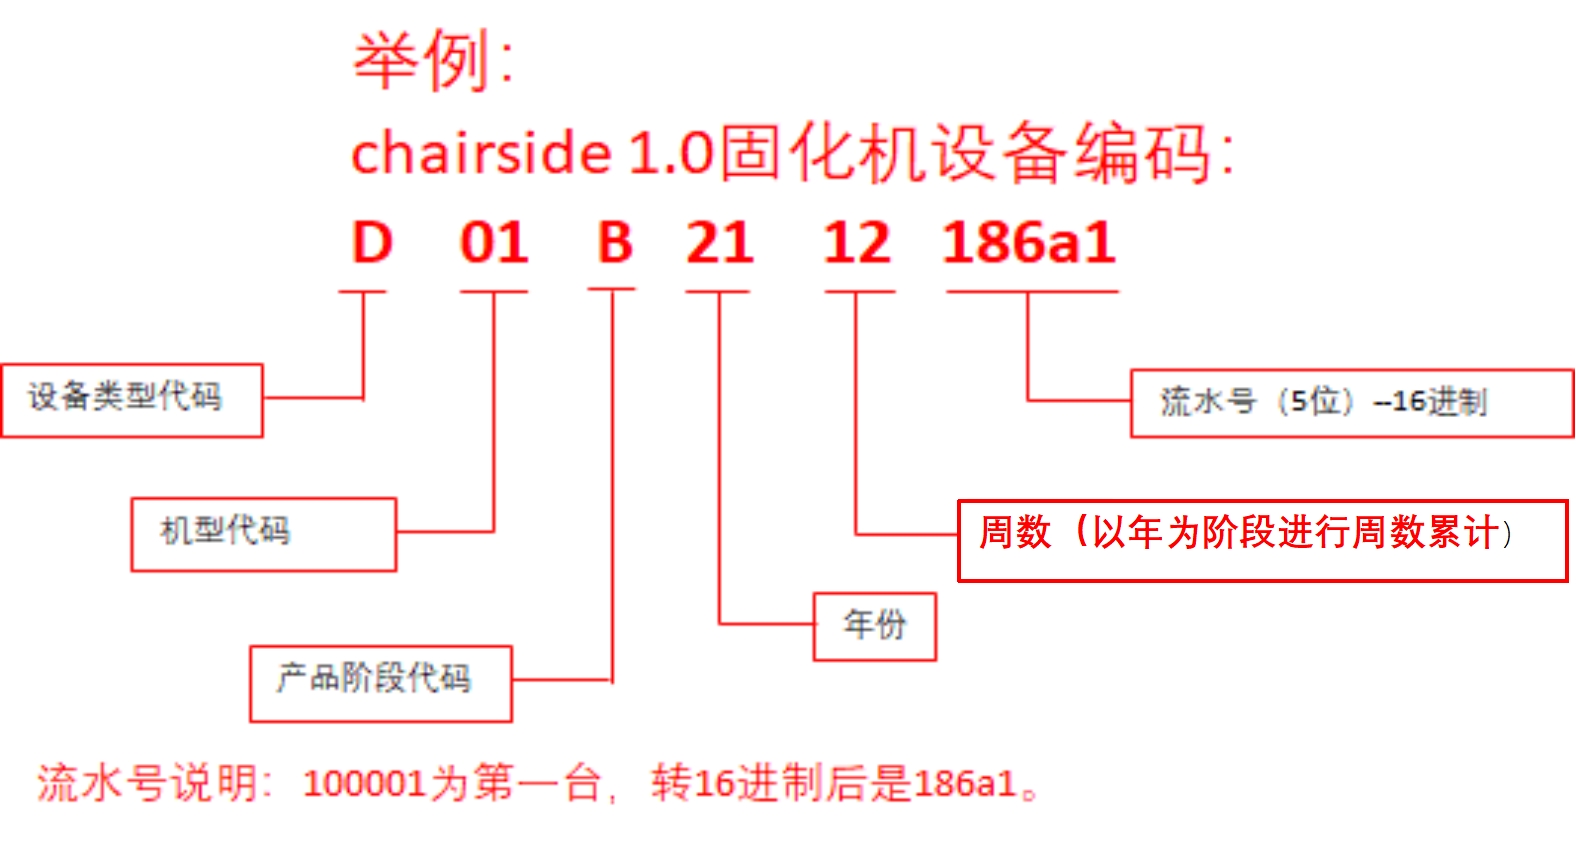 举例：
chairside 1.0固化机设备编码：
D 01 B 21 12 186a1
设备类型代码
流水号（5位）--16进制
机型代码
周数（以年为阶段进行周数累计）
年份
产品阶段代码
流水号说明：100001为第一台，转16进制后是186a1。